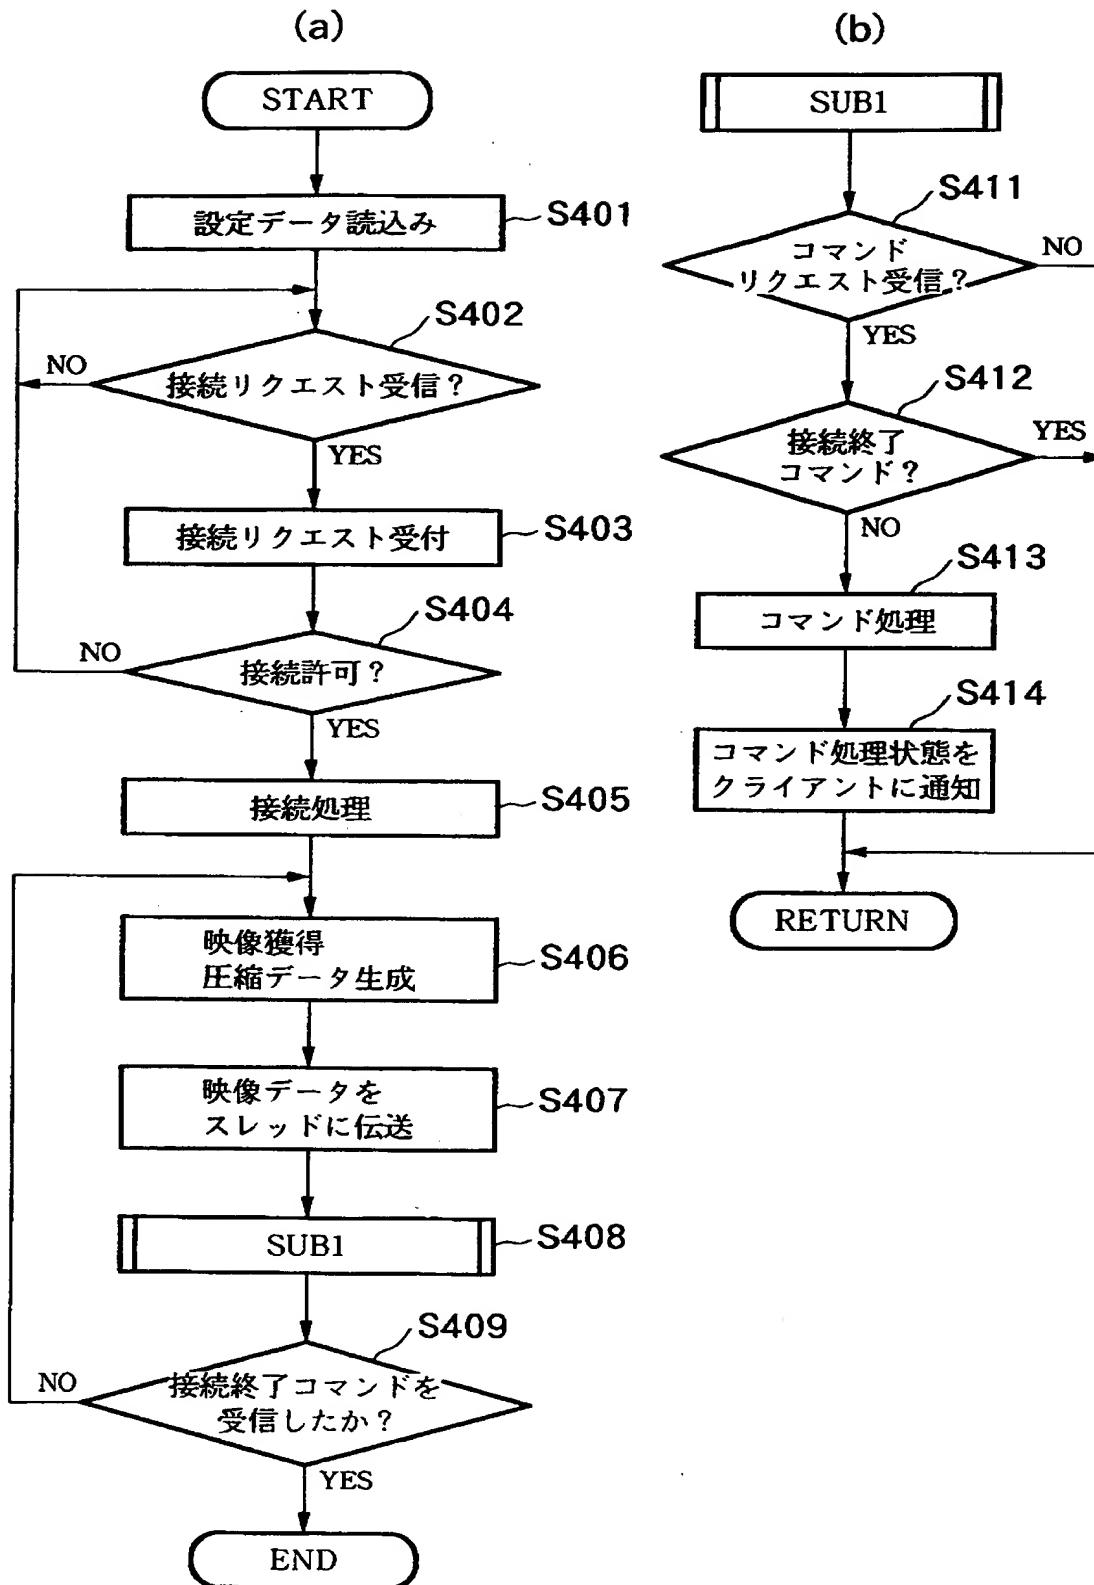 (a)
START
設定データ読込み
S401
S402
接続リクエスト受信？
NO
YES
接続リクエスト受付
S403
S404
接続許可？
NO
YES
接続処理
S405
映像獲得
圧縮データ生成
S406
映像データを
スレッドに伝送
S407
SUB1
S408
S409
接続終了コマンドを
受信したか？
NO
YES
END
(b)
SUB1
S411
コマンド
リクエスト受信？
NO
YES
S412
接続終了
コマンド？
YES
NO
S413
コマンド処理
S414
コマンド処理状態を
クライアントに通知
RETURN